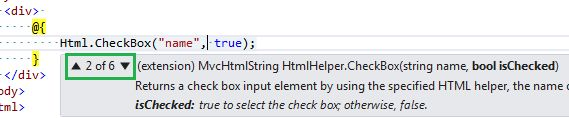 <div>
@{
Html.CheckBox("name", true);
}
▲ 2 of 6 ▼ (extension) MvcHtmlString HtmlHelper.CheckBox(string name, bool isChecked)
</div>
Returns a check box input element by using the specified HTML helper, the name o
ody>
isChecked: true to select the check box; otherwise, false.
tml>